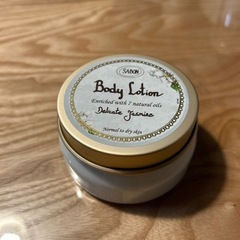 SABON
Body Lotion
Enriched with 7 natural oils
Delicate Jasmine
Normal to dry skin